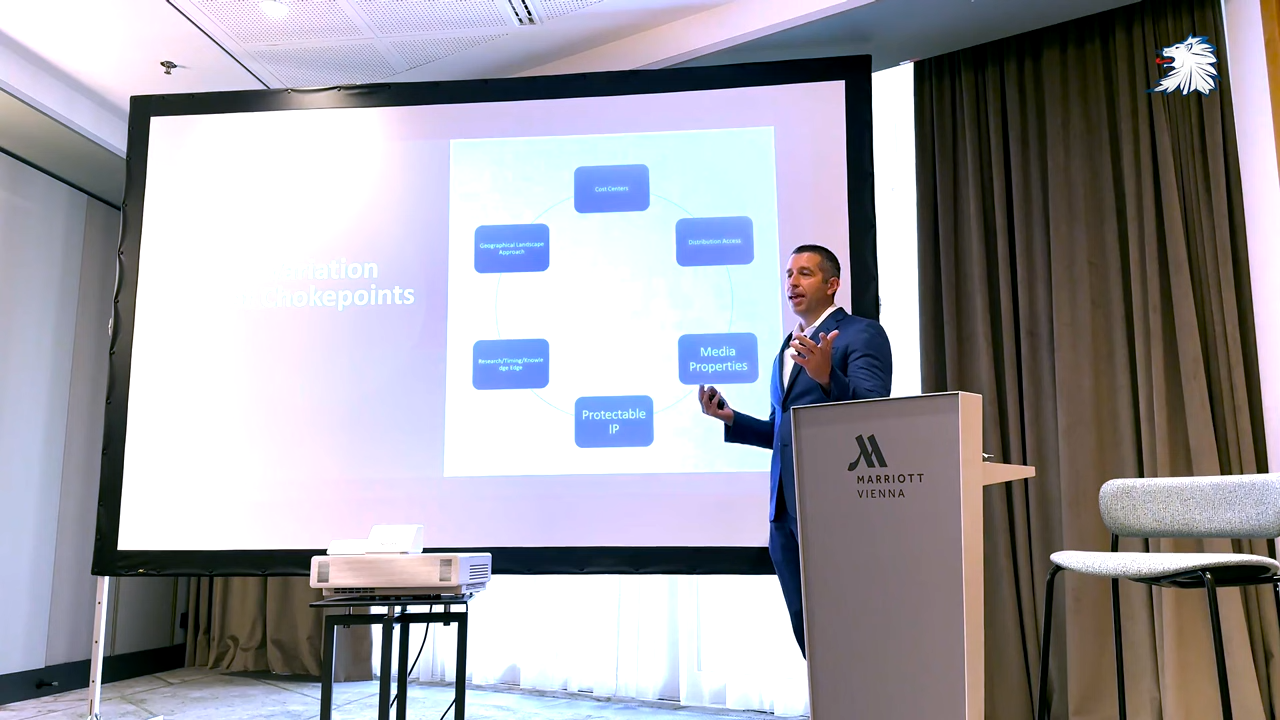 Chokepoints
Cost Centers
Distribution Access
Media
Properties
Protectable
IP
Research/Timing/Knowle
dge Edge
Geographical Landscape
Approach
MARRIOTT
VIENNA